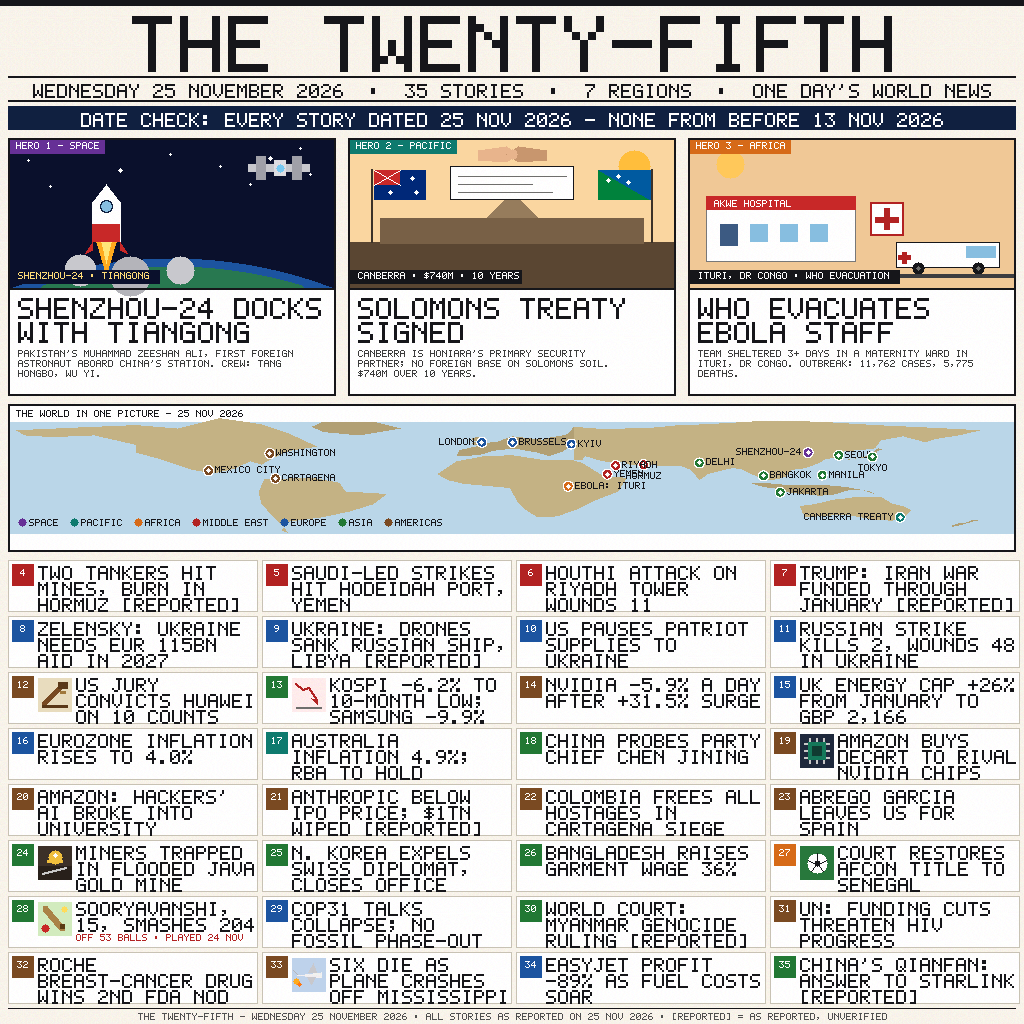 THE TWENTY-FIFTH
WEDNESDAY 25 NOVEMBER 2026 • 35 STORIES • 7 REGIONS • ONE DAY'S WORLD NEWS
DATE CHECK: EVERY STORY DATED 25 NOV 2026 - NONE FROM BEFORE 13 NOV 2026
HERO 1 - SPACE
SHENZHOU-24 • TIANGONG
SHENZHOU-24 DOCKS
WITH TIANGONG
PAKISTAN'S MUHAMMAD ZEESHAN ALI, FIRST FOREIGN
ASTRONAUT ABOARD CHINA'S STATION. CREW: TANG
HONGBO, WU YI.
HERO 2 - PACIFIC
CANBERRA • $740M • 10 YEARS
SOLOMONS TREATY
SIGNED
CANBERRA IS HONIARA'S PRIMARY SECURITY
PARTNER; NO FOREIGN BASE ON SOLOMONS SOIL.
$740M OVER 10 YEARS.
HERO 3 - AFRICA
AKWE HOSPITAL
ITURI, DR CONGO • WHO EVACUATION
WHO EVACUATES
EBOLA STAFF
TEAM SHELTERED 3+ DAYS IN A MATERNITY WARD IN
ITURI, DR CONGO. OUTBREAK: 11,762 CASES, 5,775
DEATHS.
THE WORLD IN ONE PICTURE - 25 NOV 2026
LONDON
BRUSSELS
KYIV
WASHINGTON
MEXICO CITY
CARTAGENA
RIYADH
YEMEN
HORMUZ
EBOLA: ITURI
DELHI
SHENZHOU-24
SEOUL
TOKYO
BANGKOK
MANILA
JAKARTA
CANBERRA TREATY
SPACE
PACIFIC
AFRICA
MIDDLE EAST
EUROPE
ASIA
AMERICAS
4
TWO TANKERS HIT
MINES, BURN IN
HORMUZ [REPORTED]
5
SAUDI-LED STRIKES
HIT HODEIDAH PORT,
YEMEN
6
HOUTHI ATTACK ON
RIYADH TOWER
WOUNDS 11
7
TRUMP: IRAN WAR
FUNDED THROUGH
JANUARY [REPORTED]
8
ZELENSKY: UKRAINE
NEEDS EUR 115BN
AID IN 2027
9
UKRAINE: DRONES
SANK RUSSIAN SHIP,
LIBYA [REPORTED]
10
US PAUSES PATRIOT
SUPPLIES TO
UKRAINE
11
RUSSIAN STRIKE
KILLS 2, WOUNDS 48
IN UKRAINE
12
US JURY
CONVICTS HUAWEI
ON 10 COUNTS
13
KOSPI -6.2% TO
10-MONTH LOW;
SAMSUNG -9.9%
14
NVIDIA -5.9% A DAY
AFTER +31.5% SURGE
15
UK ENERGY CAP +26%
FROM JANUARY TO
GBP 2,166
16
EUROZONE INFLATION
RISES TO 4.0%
17
AUSTRALIA
INFLATION 4.9%;
RBA TO HOLD
18
CHINA PROBES PARTY
CHIEF CHEN JINING
19
AMAZON BUYS
DECART TO RIVAL
NVIDIA CHIPS
20
AMAZON: HACKERS'
AI BROKE INTO
UNIVERSITY
21
ANTHROPIC BELOW
IPO PRICE; $1TN
WIPED [REPORTED]
22
COLOMBIA FREES ALL
HOSTAGES IN
CARTAGENA SIEGE
23
ABREGO GARCIA
LEAVES US FOR
SPAIN
24
MINERS TRAPPED
IN FLOODED JAVA
GOLD MINE
25
N. KOREA EXPELS
SWISS DIPLOMAT,
CLOSES OFFICE
26
BANGLADESH RAISES
GARMENT WAGE 36%
27
COURT RESTORES
AFCON TITLE TO
SENEGAL
28
SOORYAVANSHI,
15, SMASHES 204
OFF 53 BALLS • PLAYED 24 NOV
29
COP31 TALKS
COLLAPSE; NO
FOSSIL PHASE-OUT
30
WORLD COURT:
MYANMAR GENOCIDE
RULING [REPORTED]
31
UN: FUNDING CUTS
THREATEN HIV
PROGRESS
32
ROCHE
BREAST-CANCER DRUG
WINS 2ND FDA NOD
33
SIX DIE AS
PLANE CRASHES
OFF MISSISSIPPI
34
EASYJET PROFIT
-89% AS FUEL COSTS
SOAR
35
CHINA'S QIANFAN:
ANSWER TO STARLINK
[REPORTED]
THE TWENTY-FIFTH - WEDNESDAY 25 NOVEMBER 2026 • ALL STORIES AS REPORTED ON 25 NOV 2026 • [REPORTED] = AS REPORTED, UNVERIFIED